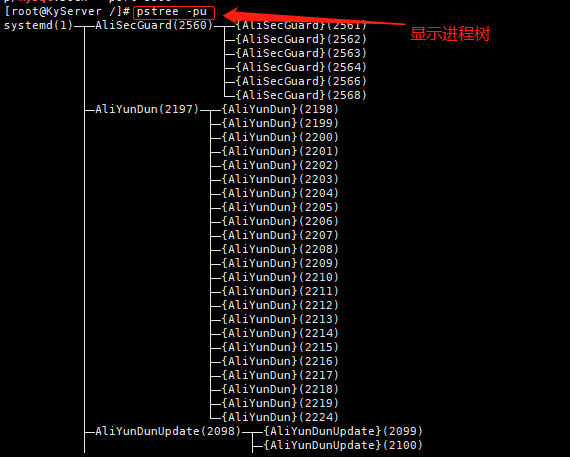 [root@KyServer /]# pstree -pu
显示进程树
systemd(1)─┬─AliSecGuard(2560)─┬─{AliSecGuard}(2561)
├─{AliSecGuard}(2562)
├─{AliSecGuard}(2563)
├─{AliSecGuard}(2564)
├─{AliSecGuard}(2566)
└─{AliSecGuard}(2568)
├─AliYunDun(2197)─┬─{AliYunDun}(2198)
├─{AliYunDun}(2199)
├─{AliYunDun}(2200)
├─{AliYunDun}(2201)
├─{AliYunDun}(2202)
├─{AliYunDun}(2203)
├─{AliYunDun}(2204)
├─{AliYunDun}(2205)
├─{AliYunDun}(2206)
├─{AliYunDun}(2207)
├─{AliYunDun}(2208)
├─{AliYunDun}(2209)
├─{AliYunDun}(2210)
├─{AliYunDun}(2211)
├─{AliYunDun}(2212)
├─{AliYunDun}(2213)
├─{AliYunDun}(2214)
├─{AliYunDun}(2215)
├─{AliYunDun}(2216)
├─{AliYunDun}(2217)
├─{AliYunDun}(2218)
├─{AliYunDun}(2219)
└─{AliYunDun}(2224)
├─AliYunDunUpdate(2098)─┬─{AliYunDunUpdate}(2099)
├─{AliYunDunUpdate}(2100)